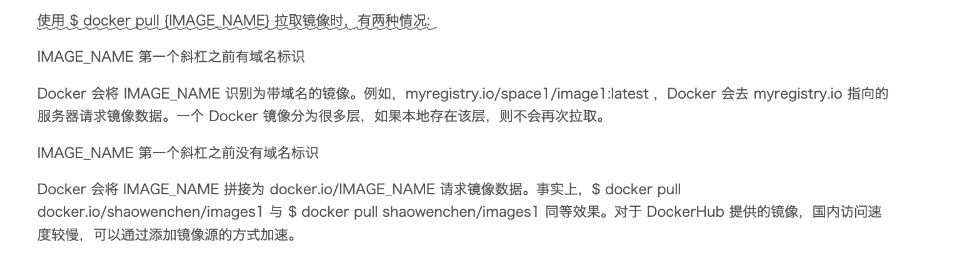 使用 $ docker pull {IMAGE_NAME} 拉取镜像时，有两种情况:
IMAGE_NAME 第一个斜杠之前有域名标识
Docker 会将 IMAGE_NAME 识别为带域名的镜像。例如，myregistry.io/space1/image1:latest ，Docker 会去 myregistry.io 指向的
服务器请求镜像数据。一个 Docker 镜像分为很多层，如果本地存在该层，则不会再次拉取。
IMAGE_NAME 第一个斜杠之前没有域名标识
Docker 会将 IMAGE_NAME 拼接为 docker.io/IMAGE_NAME 请求镜像数据。事实上，$ docker pull
docker.io/shaowenchen/images1 与 $ docker pull shaowenchen/images1 同等效果。对于 DockerHub 提供的镜像，国内访问速
度较慢，可以通过添加镜像源的方式加速。